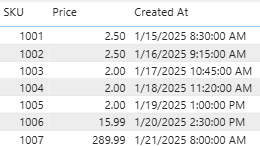 SKU Price Created At
1001 2.50 1/15/2025 8:30:00 AM
1002 2.50 1/16/2025 9:15:00 AM
1003 2.00 1/17/2025 10:45:00 AM
1004 2.00 1/18/2025 11:20:00 AM
1005 2.00 1/19/2025 1:00:00 PM
1006 15.99 1/20/2025 2:30:00 PM
1007 289.99 1/21/2025 8:00:00 AM